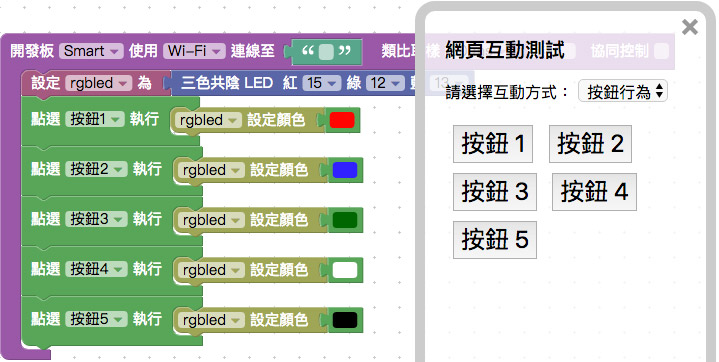 開發板 Smart 使用 Wi-Fi 連線至 “ ” 類比取樣 協同控制
設定 rgbled 為 三色共陰 LED 紅 15 綠 12 藍 13
點選 按鈕1 執行 rgbled 設定顏色
點選 按鈕2 執行 rgbled 設定顏色
點選 按鈕3 執行 rgbled 設定顏色
點選 按鈕4 執行 rgbled 設定顏色
點選 按鈕5 執行 rgbled 設定顏色
網頁互動測試
請選擇互動方式： 按鈕行為
按鈕 1 按鈕 2
按鈕 3 按鈕 4
按鈕 5